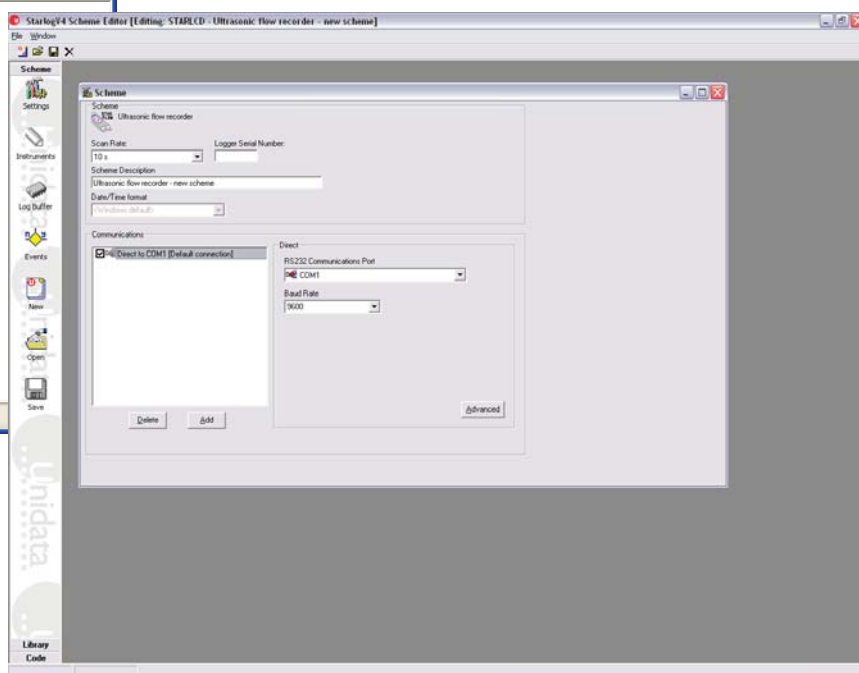 StarlogV4 Scheme Editor [Editing: STARLCD - Ultrasonic flow recorder - new scheme]
File Window
Scheme
Settings
Instruments
Log Buffer
Events
New
Open
Save
Library
Code
Unidata
Scheme
Scheme
Ultrasonic flow recorder
Scan Rate:
Logger Serial Number:
10 s
Scheme Description
Ultrasonic flow recorder - new scheme
Date/Time format
<Windows default>
Communications
Direct to COM1 [Default connection]
Delete
Add
Direct
RS232 Communications Port
COM1
Baud Rate
9600
Advanced